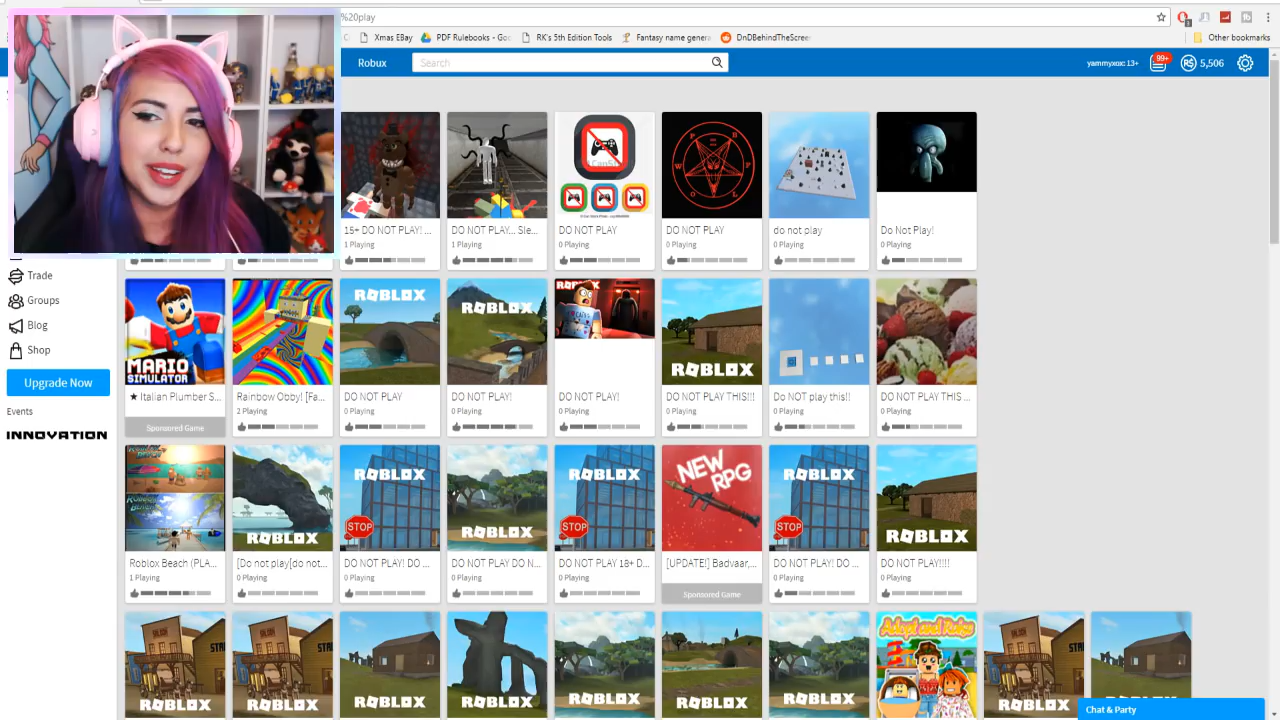 %20play
Xmas EBay
PDF Rulebooks - Goo
RK's 5th Edition Tools
Fantasy name genera
DnDBehindTheScree
Other bookmarks
Robux
Search
yammyxox: 13+
99+
R$ 5,506
15+ DO NOT PLAY! ...
1 Playing
DO NOT PLAY... Sle...
1 Playing
DO NOT PLAY
0 Playing
DO NOT PLAY
0 Playing
do not play
0 Playing
Do Not Play!
0 Playing
Trade
Groups
Blog
Shop
Upgrade Now
Events
INNOVATION
MARIO
SIMULATOR
★ Italian Plumber S...
Sponsored Game
Rainbow Obby! [Fa...
2 Playing
ROBLOX
DO NOT PLAY
0 Playing
ROBLOX
DO NOT PLAY!
0 Playing
DO NOT PLAY!
0 Playing
ROBLOX
DO NOT PLAY THIS!!!
0 Playing
Do NOT play this!!
0 Playing
DO NOT PLAY THIS ...
0 Playing
Roblox Beach (PLA...
1 Playing
ROBLOX
[Do not play[do not...
0 Playing
ROBLOX
STOP
DO NOT PLAY! DO ...
0 Playing
ROBLOX
DO NOT PLAY DO N...
0 Playing
ROBLOX
STOP
DO NOT PLAY 18+ D...
0 Playing
NEW
RPG
[UPDATE!] Badvaar,...
Sponsored Game
ROBLOX
STOP
DO NOT PLAY! DO ...
0 Playing
ROBLOX
DO NOT PLAY!!!!
0 Playing
ROBLOX
ROBLOX
ROBLOX
ROBLOX
ROBLOX
ROBLOX
ROBLOX
Adopt and Raise
ROBLOX
Chat & Party